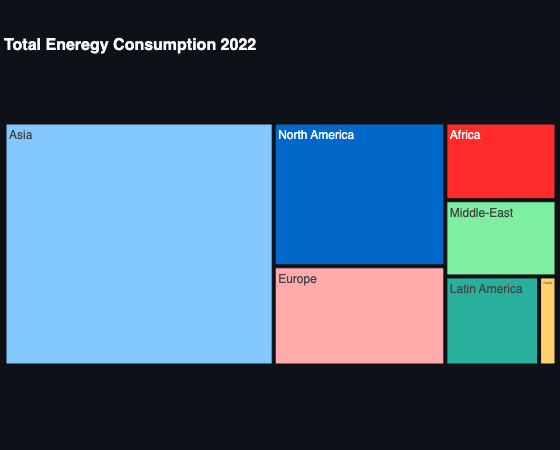 Total Eneregy Consumption 2022
Asia
North America
Africa
Middle-East
Europe
Latin America